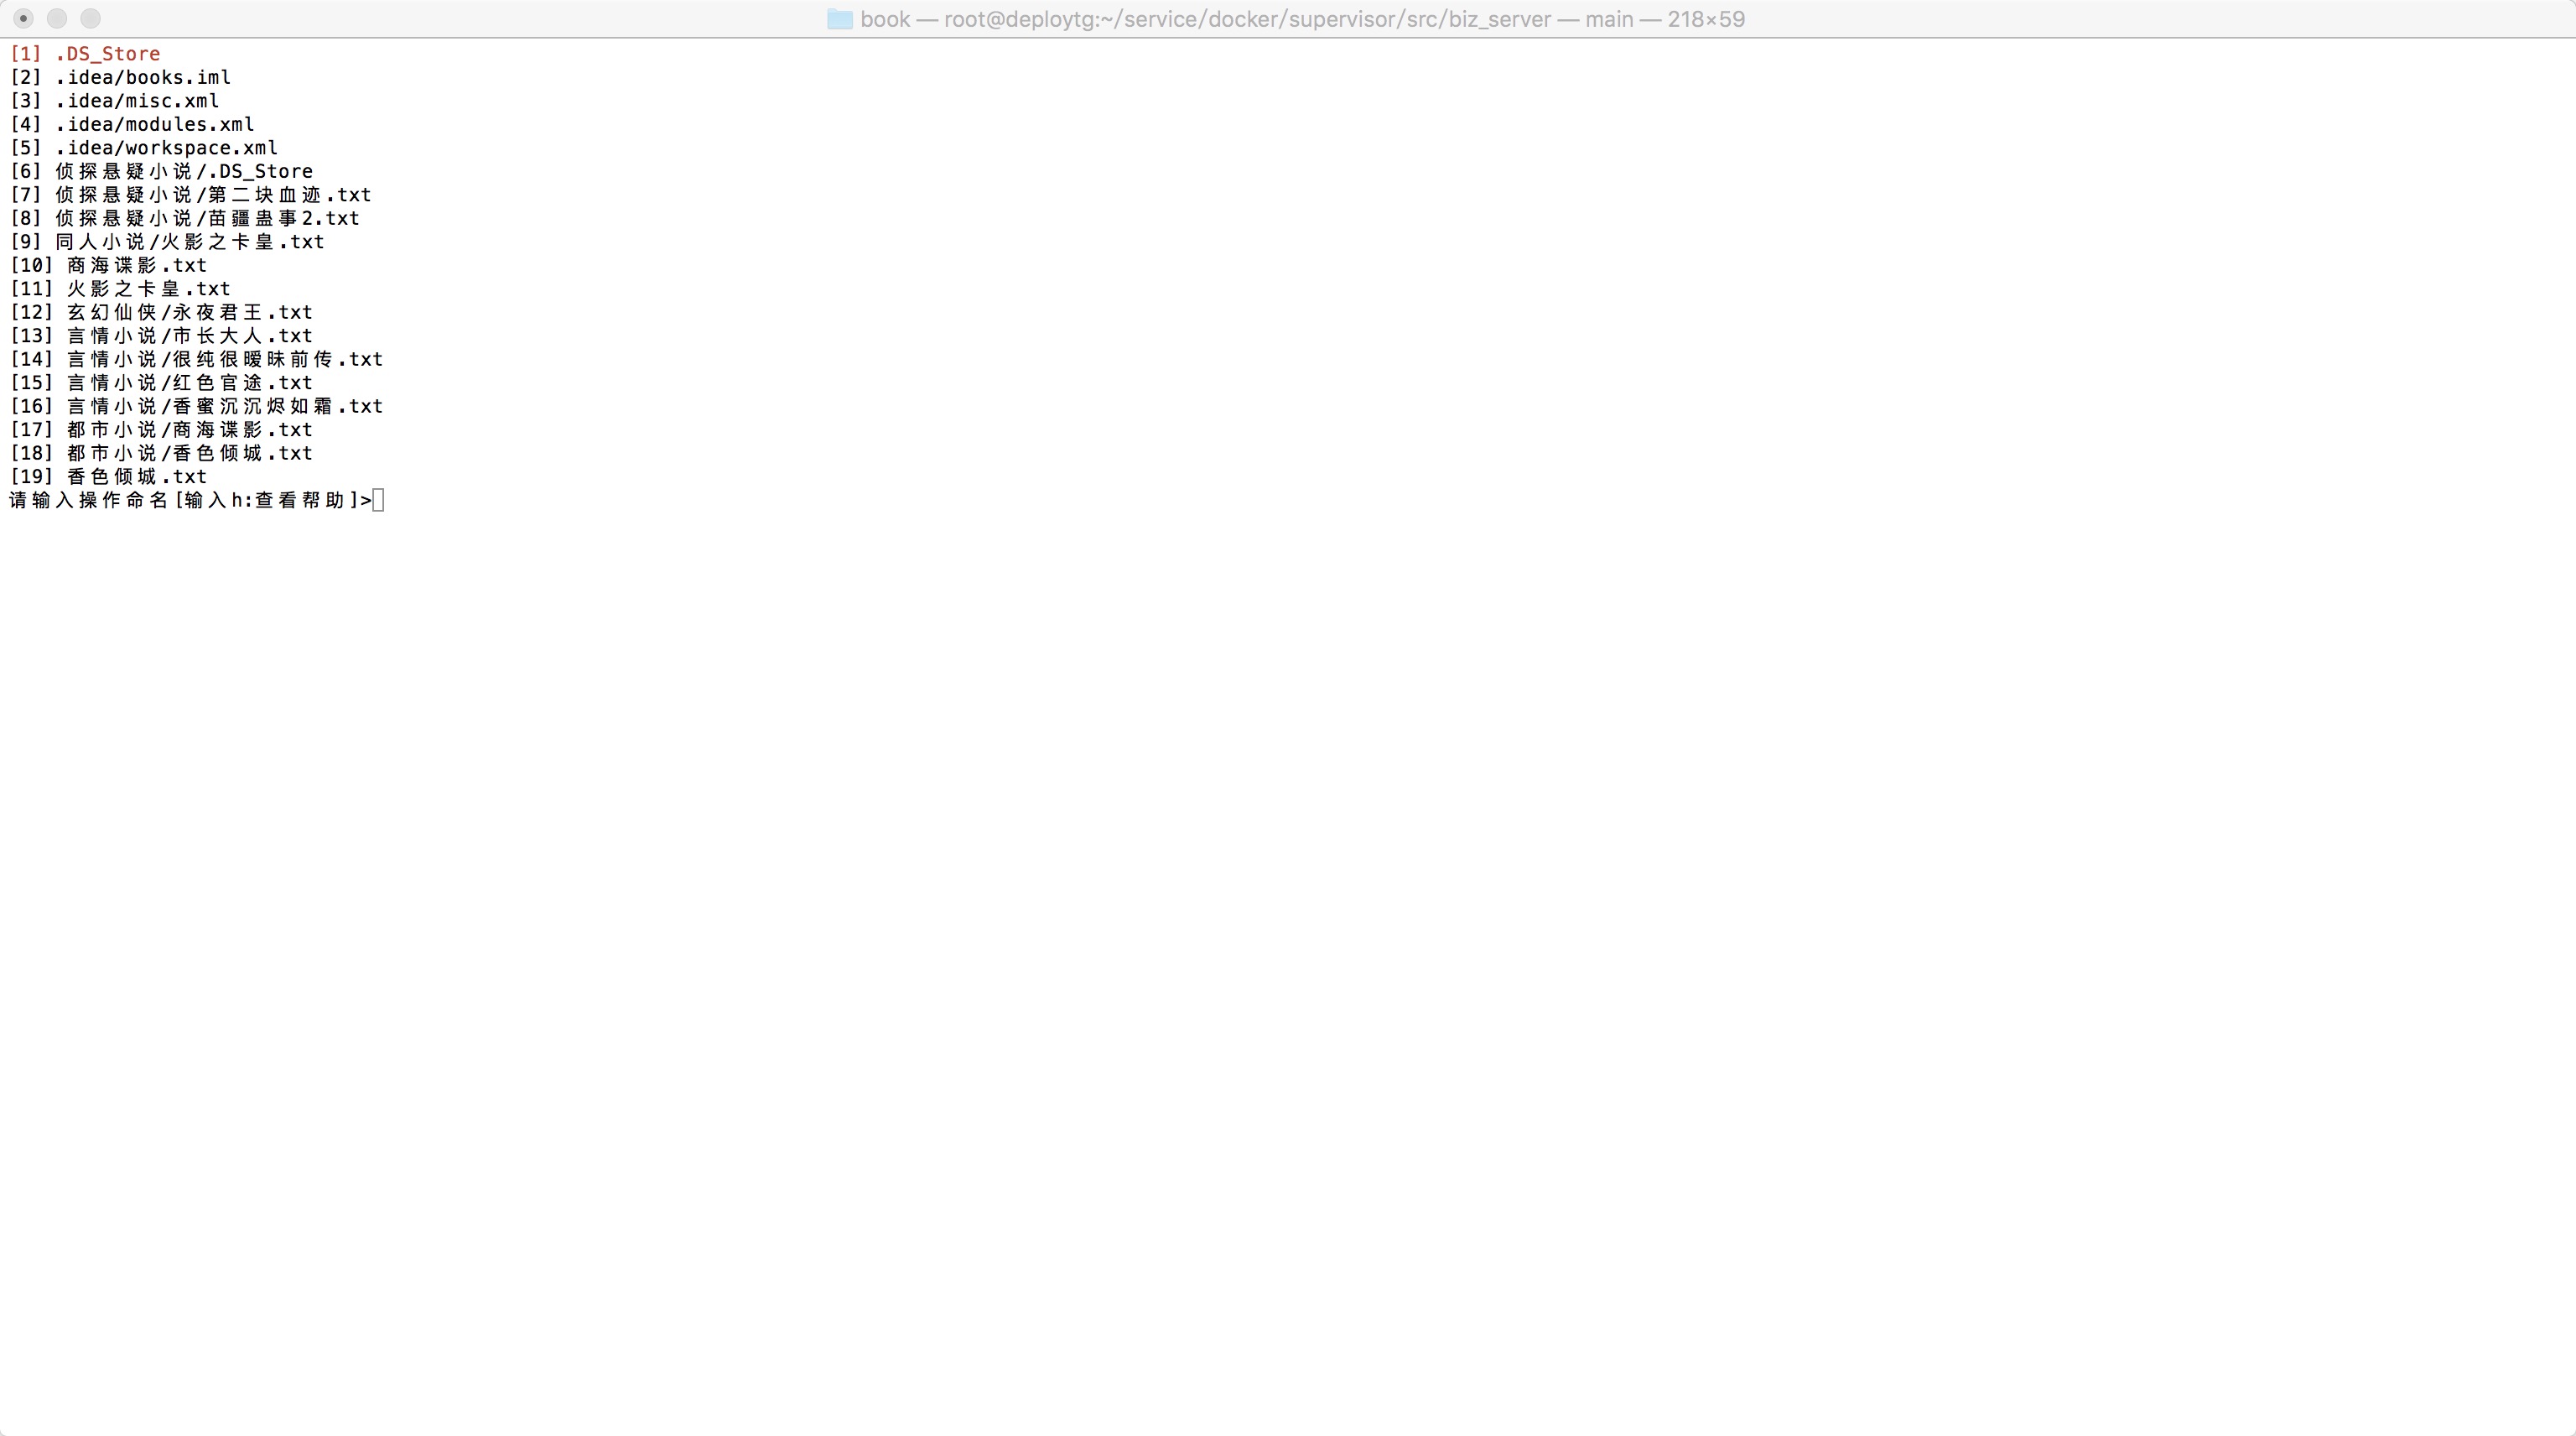 book — root@deploytg:~/service/docker/supervisor/src/biz_server — main — 218×59
[1] .DS_Store
[2] .idea/books.iml
[3] .idea/misc.xml
[4] .idea/modules.xml
[5] .idea/workspace.xml
[6] 侦探悬疑小说/.DS_Store
[7] 侦探悬疑小说/第二块血迹.txt
[8] 侦探悬疑小说/苗疆蛊事2.txt
[9] 同人小说/火影之卡皇.txt
[10] 商海谍影.txt
[11] 火影之卡皇.txt
[12] 玄幻仙侠/永夜君王.txt
[13] 言情小说/市长大人.txt
[14] 言情小说/很纯很暧昧前传.txt
[15] 言情小说/红色官途.txt
[16] 言情小说/香蜜沉沉烬如霜.txt
[17] 都市小说/商海谍影.txt
[18] 都市小说/香色倾城.txt
[19] 香色倾城.txt
请输入操作命名[输入h:查看帮助]>